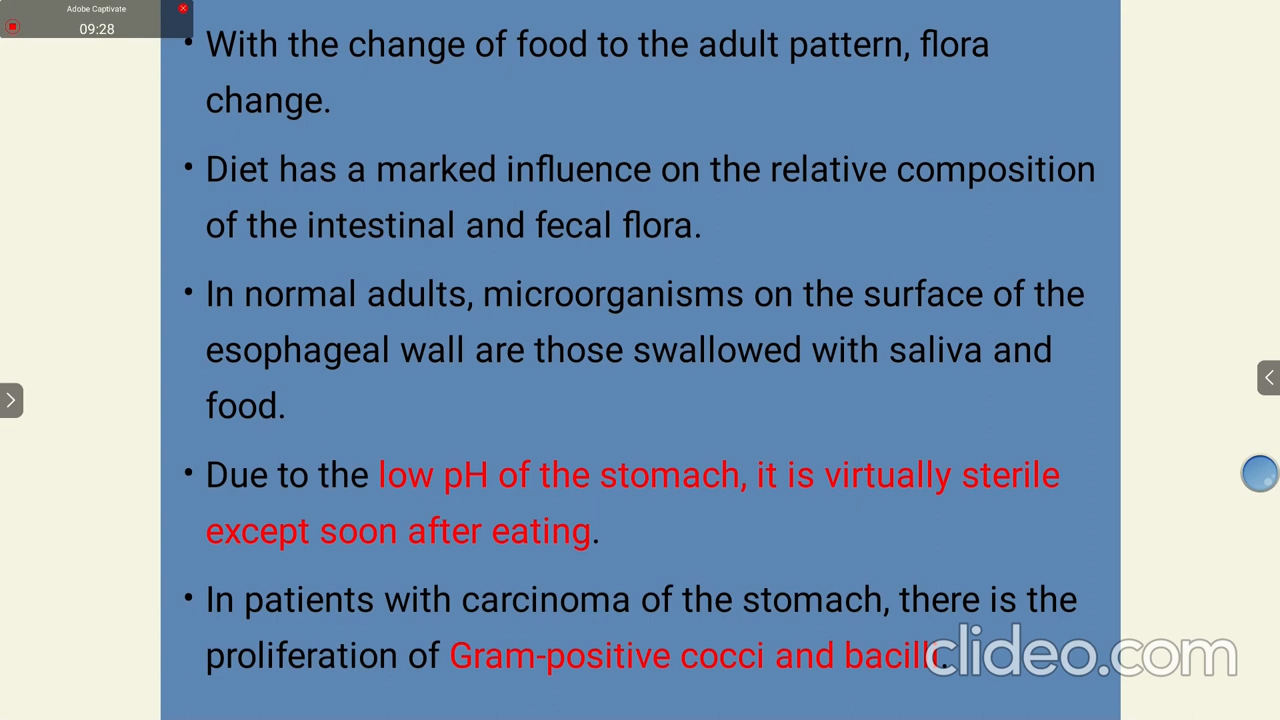 Adobe Captivate
09:28
• With the change of food to the adult pattern, flora
change.
• Diet has a marked influence on the relative composition
of the intestinal and fecal flora.
• In normal adults, microorganisms on the surface of the
esophageal wall are those swallowed with saliva and
food.
• Due to the low pH of the stomach, it is virtually sterile
except soon after eating.
• In patients with carcinoma of the stomach, there is the
proliferation of Gram-positive cocci and bacilli.
clideo.com